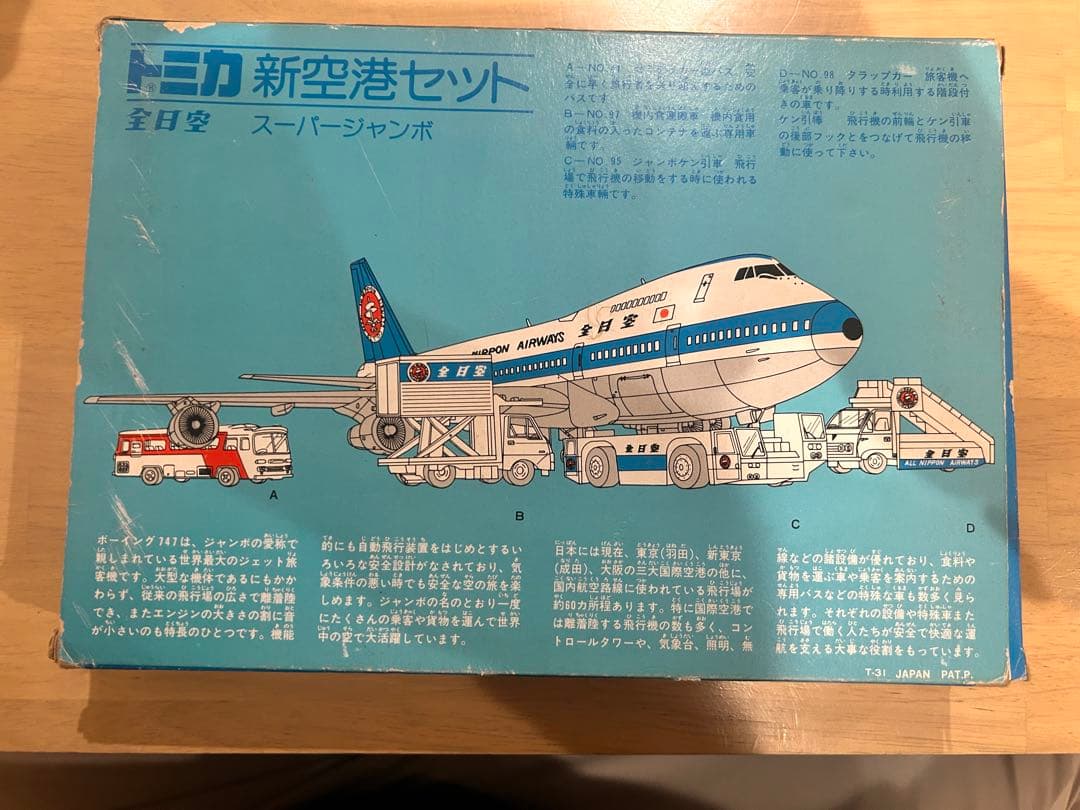 トミカ 新空港セット
全日空 スーパージャンボ
全に早く旅行者を送り迎えするための
バスです。
B—NO.97 機内食運搬車 機内食用
の食料の入ったコンテナを運ぶ専用車
輛です。
C—NO.95 ジャンボケン引車 飛行
場で飛行機の移動をする時に使われる
特殊車輛です。
D—NO.98 タラップカー 旅客機へ
乗客が乗り降りする時利用する階段付
きの車です。
ケン引棒 飛行機の前輪とケン引車
の後部フックとをつなげて飛行機の移
動に使って下さい。
NIPPON AIRWAYS 全日空
全日空
全日空
全日空
ALL NIPPON AIRWAYS
A
B
C
D
ボーイング747は、ジャンボの愛称で
親しまれている世界最大のジェット旅
客機です。大型な機体であるにもかか
わらず、従来の飛行場の広さで離着陸
でき、またエンジンの大きさの割に音
が小さいのも特長のひとつです。機能
的にも自動飛行装置をはじめとするい
ろいろな安全設計がなされており、気
象条件の悪い時でも安全な空の旅を楽
しめます。ジャンボの名のとおり一度
にたくさんの乗客や貨物を運んで世界
中の空で大活躍しています。
日本には現在、東京(羽田)、新東京
(成田)、大阪の三大国際空港の他に、
国内航空路線に使われている飛行場が
約60カ所程あります。特に国際空港で
は離着陸する飛行機の数も多く、コン
トロールタワーや、気象台、照明、無
線などの諸設備が優れており、食料や
貨物を運ぶ車や乗客を案内するための
専用バスなどの特殊な車も数多く見ら
れます。それぞれの設備や特殊車また
飛行場で働く人たちが安全で快適な運
航を支える大事な役割をもっています。
T-31 JAPAN PAT.P.